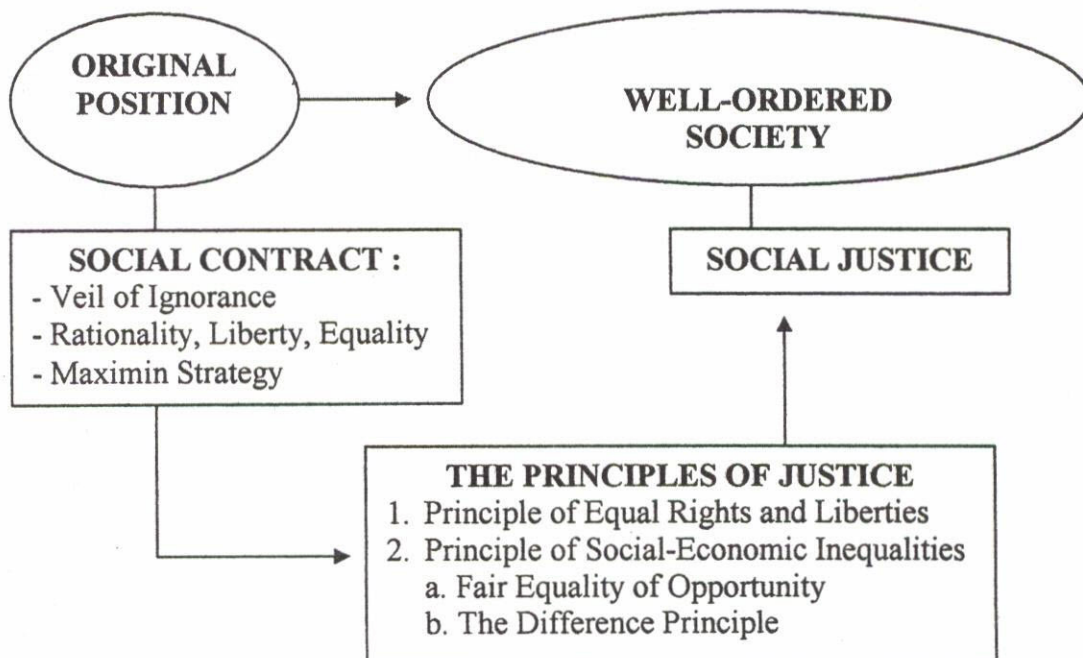 ORIGINAL
POSITION
WELL-ORDERED
SOCIETY
SOCIAL CONTRACT :
- Veil of Ignorance
- Rationality, Liberty, Equality
- Maximin Strategy
SOCIAL JUSTICE
THE PRINCIPLES OF JUSTICE
1. Principle of Equal Rights and Liberties
2. Principle of Social-Economic Inequalities
a. Fair Equality of Opportunity
b. The Difference Principle